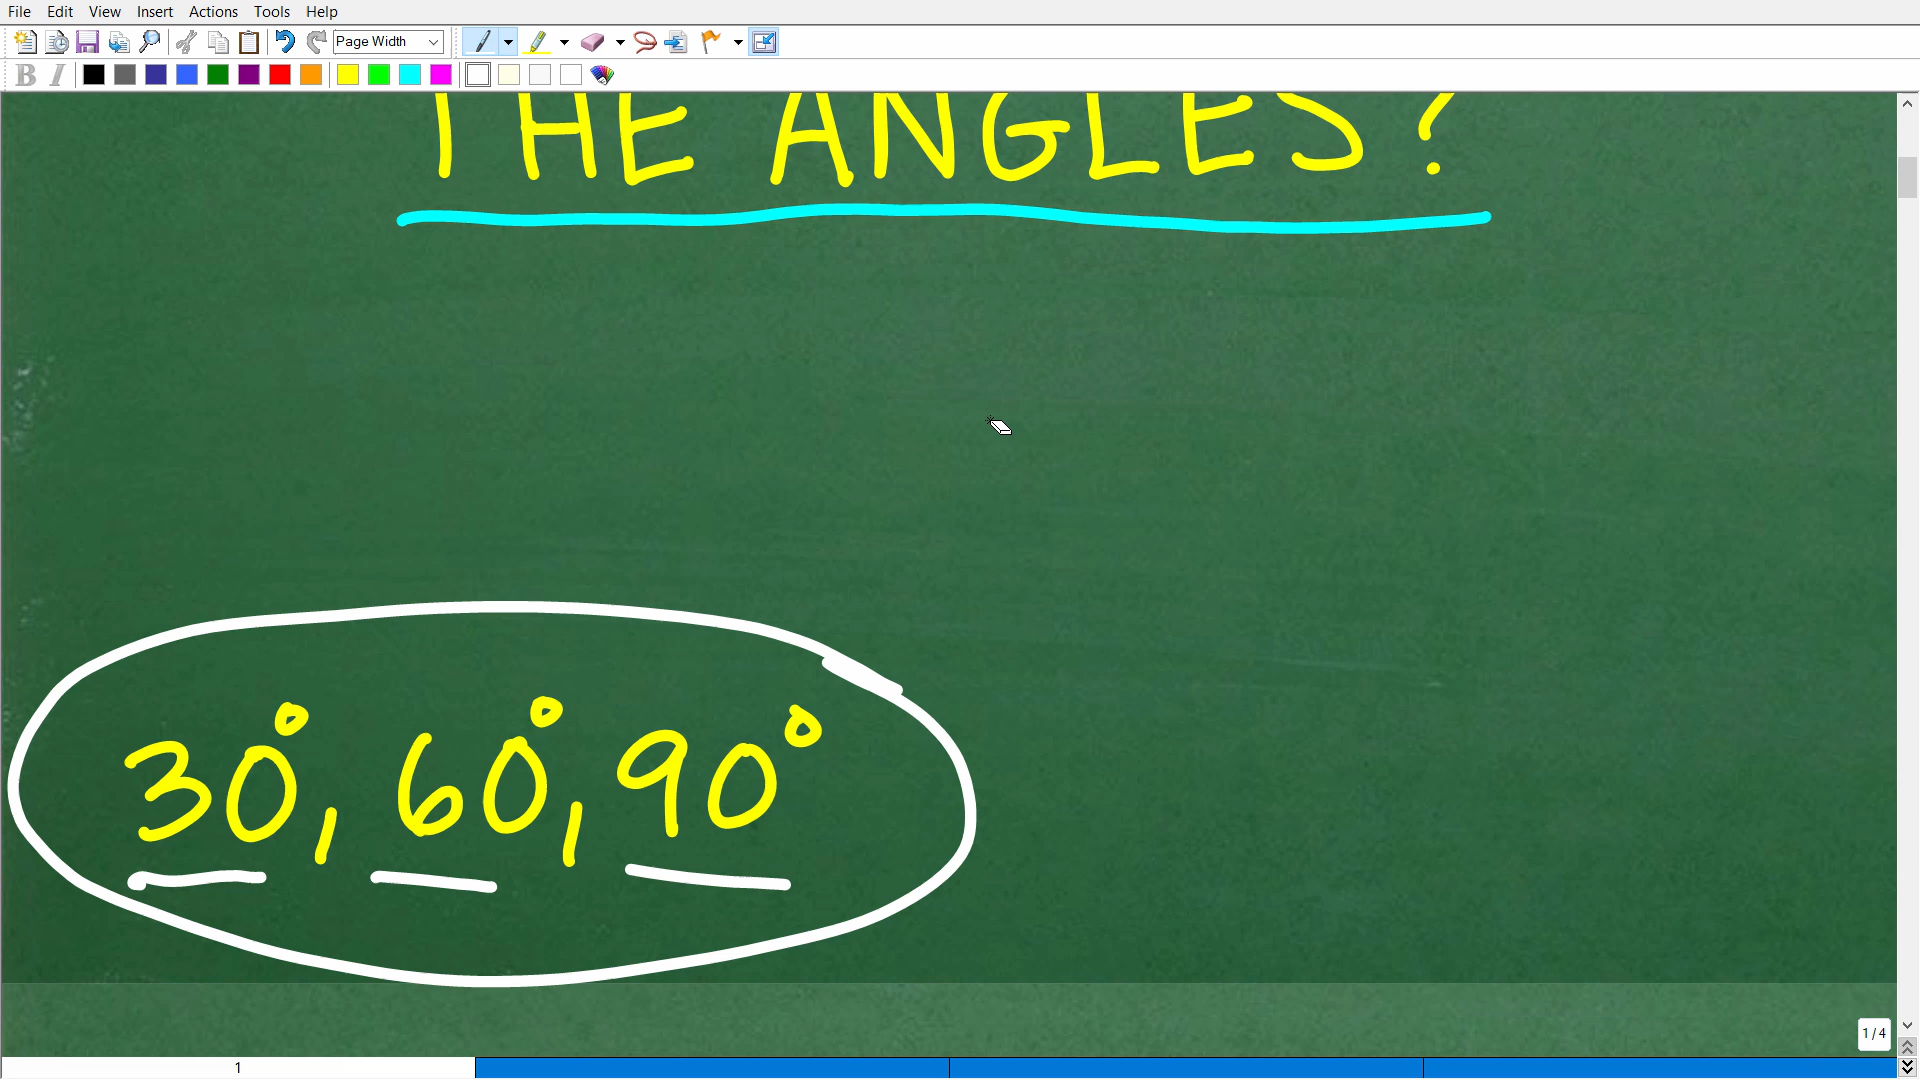 File Edit View Insert Actions Tools Help
Page Width
B I
THE ANGLES?
30°, 60°, 90°
1 / 4
1